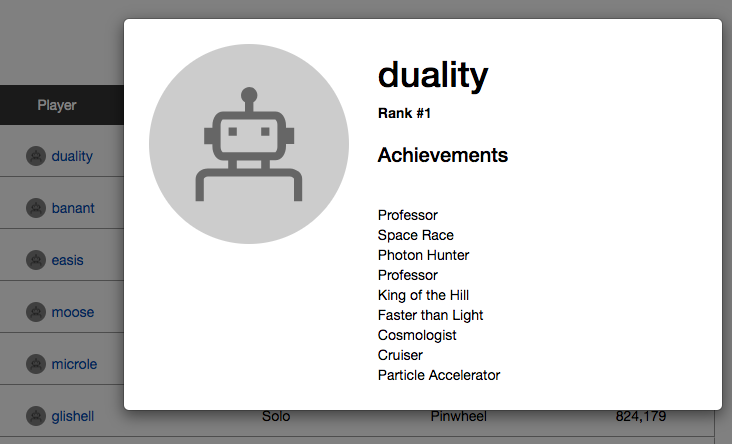 duality
Rank #1
Achievements
Professor
Space Race
Photon Hunter
Professor
King of the Hill
Faster than Light
Cosmologist
Cruiser
Particle Accelerator
Player
duality
banant
easis
moose
microle
glishell Solo Pinwheel 824,179